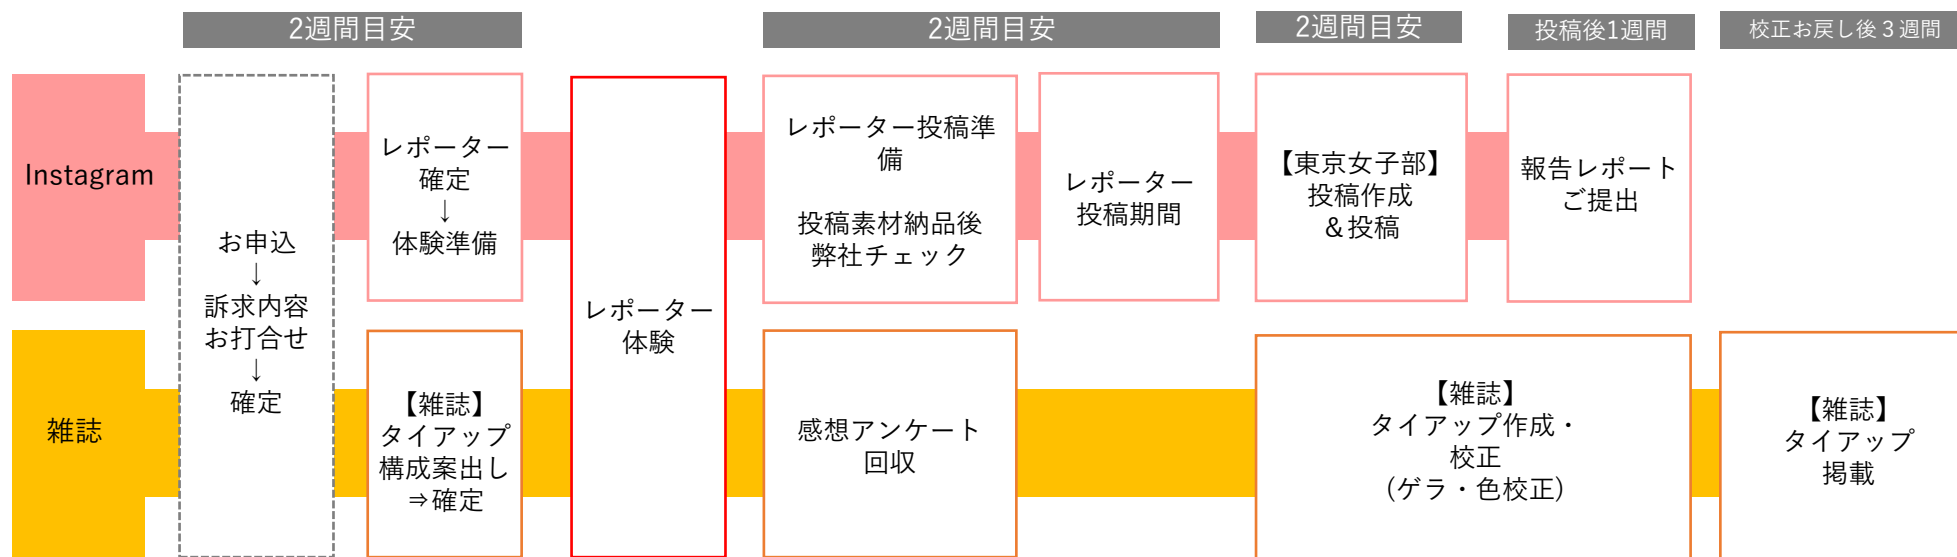 2週間目安
2週間目安
2週間目安
投稿後1週間
校正お戻し後３週間
Instagram
お申込
↓
訴求内容
お打合せ
↓
確定
レポーター
確定
↓
体験準備
レポーター
体験
レポーター投稿準
備
投稿素材納品後
弊社チェック
レポーター
投稿期間
【東京女子部】
投稿作成
＆投稿
報告レポート
ご提出
雑誌
【雑誌】
タイアップ
構成案出し
⇒確定
感想アンケート
回収
【雑誌】
タイアップ作成・
校正
(ゲラ・色校正)
【雑誌】
タイアップ
掲載